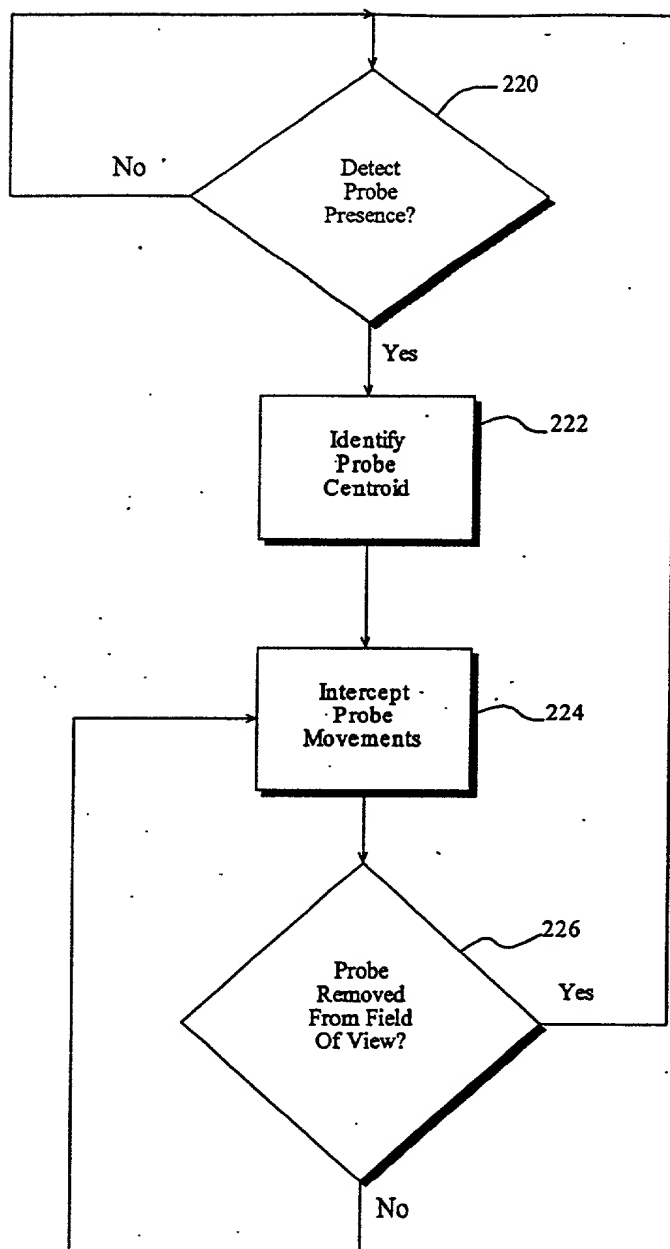 220
No
Detect
Probe
Presence?
Yes
222
Identify
Probe
Centroid
Intercept
Probe
Movements
224
226
Probe
Removed
From Field
Of View?
Yes
No